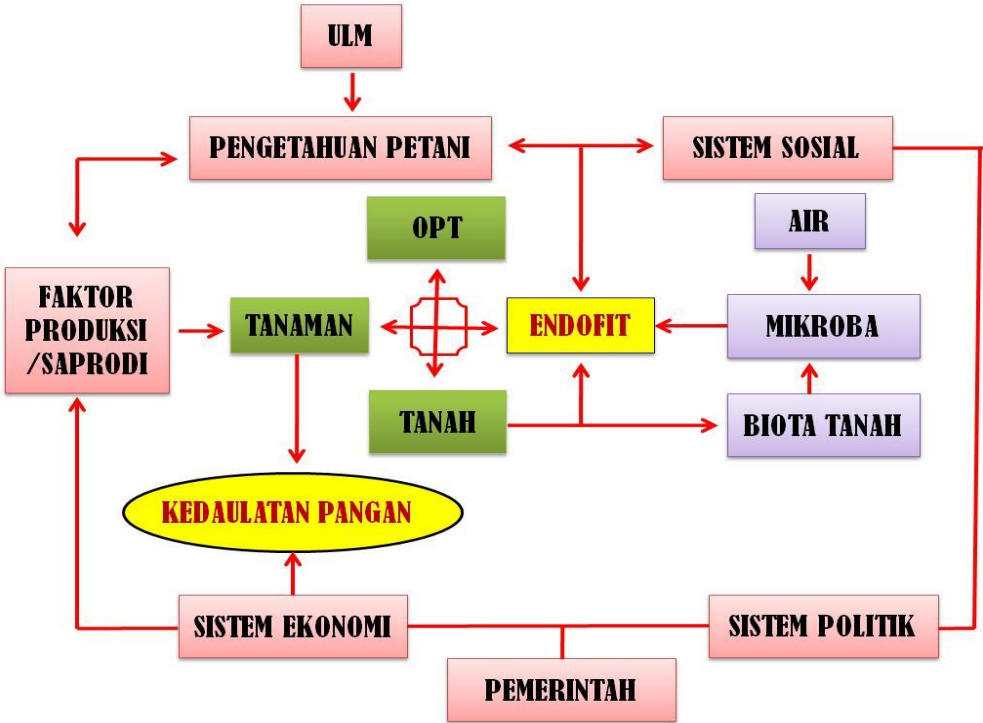 ULM
PENGETAHUAN PETANI
SISTEM SOSIAL
OPT
AIR
FAKTOR
PRODUKSI
/SAPRODI
TANAMAN
ENDOFIT
MIKROBA
TANAH
BIOTA TANAH
KEDAULATAN PANGAN
SISTEM EKONOMI
SISTEM POLITIK
PEMERINTAH